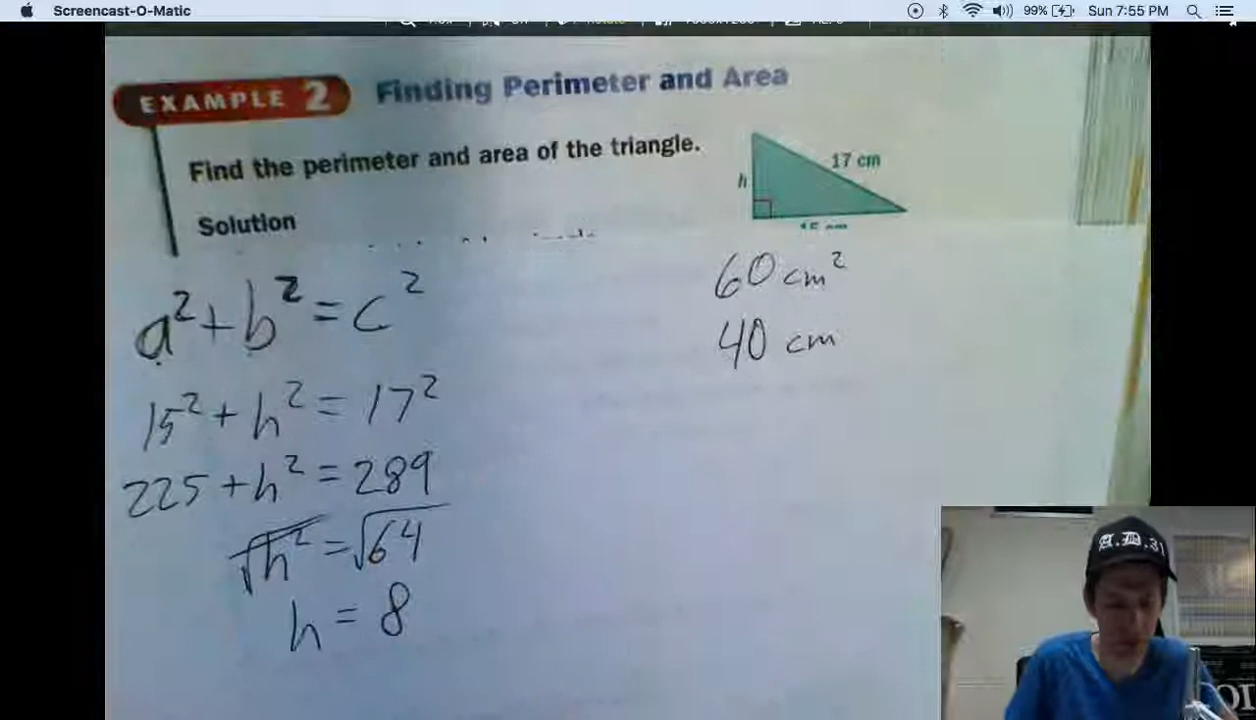 Screencast-O-Matic
99%
Sun 7:55 PM
EXAMPLE 2 Finding Perimeter and Area
Find the perimeter and area of the triangle.
17 cm
h
Solution
60 cm²
40 cm
a² + b² = c²
15² + h² = 17²
225 + h² = 289
√h² = √64
h = 8
A.D.31